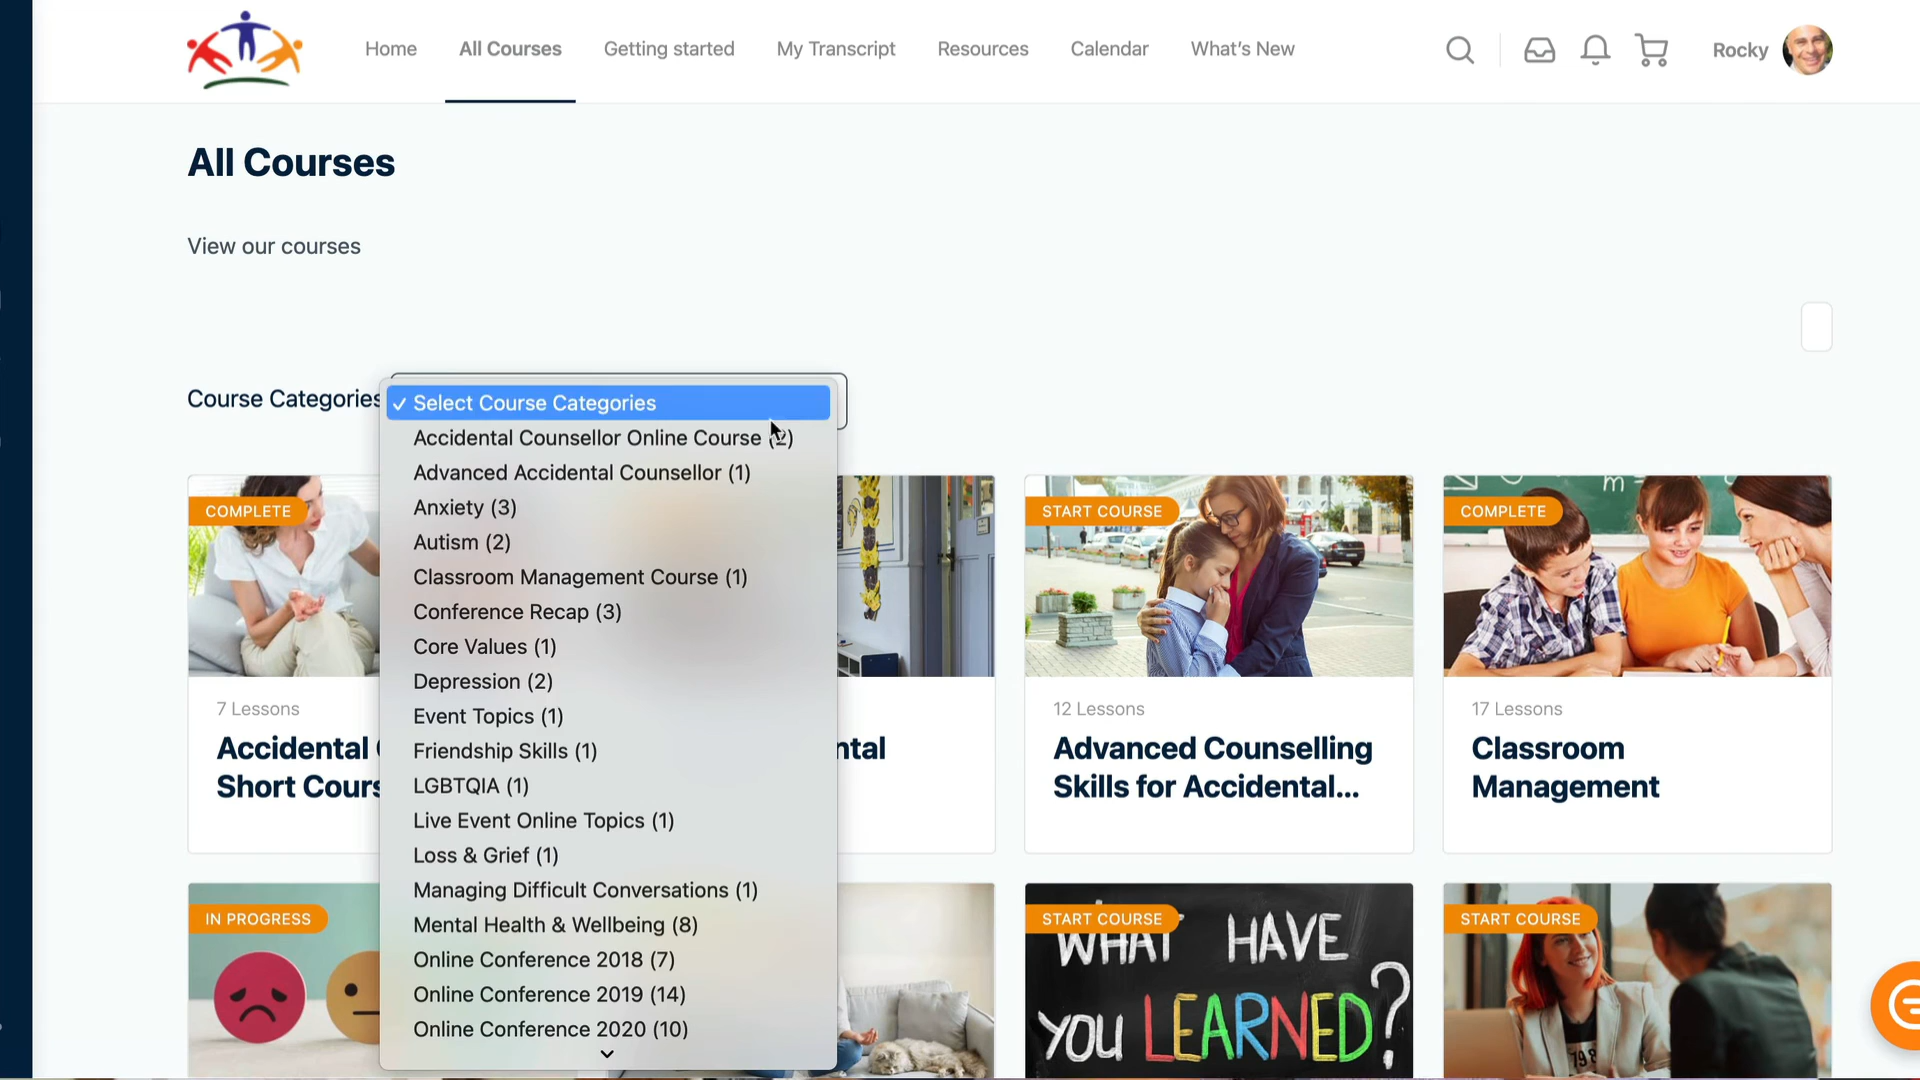 Home
All Courses
Getting started
My Transcript
Resources
Calendar
What's New
Rocky
All Courses
View our courses
Course Categories
✓ Select Course Categories
Accidental Counsellor Online Course (2)
Advanced Accidental Counsellor (1)
Anxiety (3)
Autism (2)
Classroom Management Course (1)
Conference Recap (3)
Core Values (1)
Depression (2)
Event Topics (1)
Friendship Skills (1)
LGBTQIA (1)
Live Event Online Topics (1)
Loss & Grief (1)
Managing Difficult Conversations (1)
Mental Health & Wellbeing (8)
Online Conference 2018 (7)
Online Conference 2019 (14)
Online Conference 2020 (10)
COMPLETE
7 Lessons
Accidental
Short Cours
ntal
START COURSE
12 Lessons
Advanced Counselling
Skills for Accidental...
COMPLETE
17 Lessons
Classroom
Management
IN PROGRESS
START COURSE
WHAT HAVE
YOU LEARNED?
START COURSE